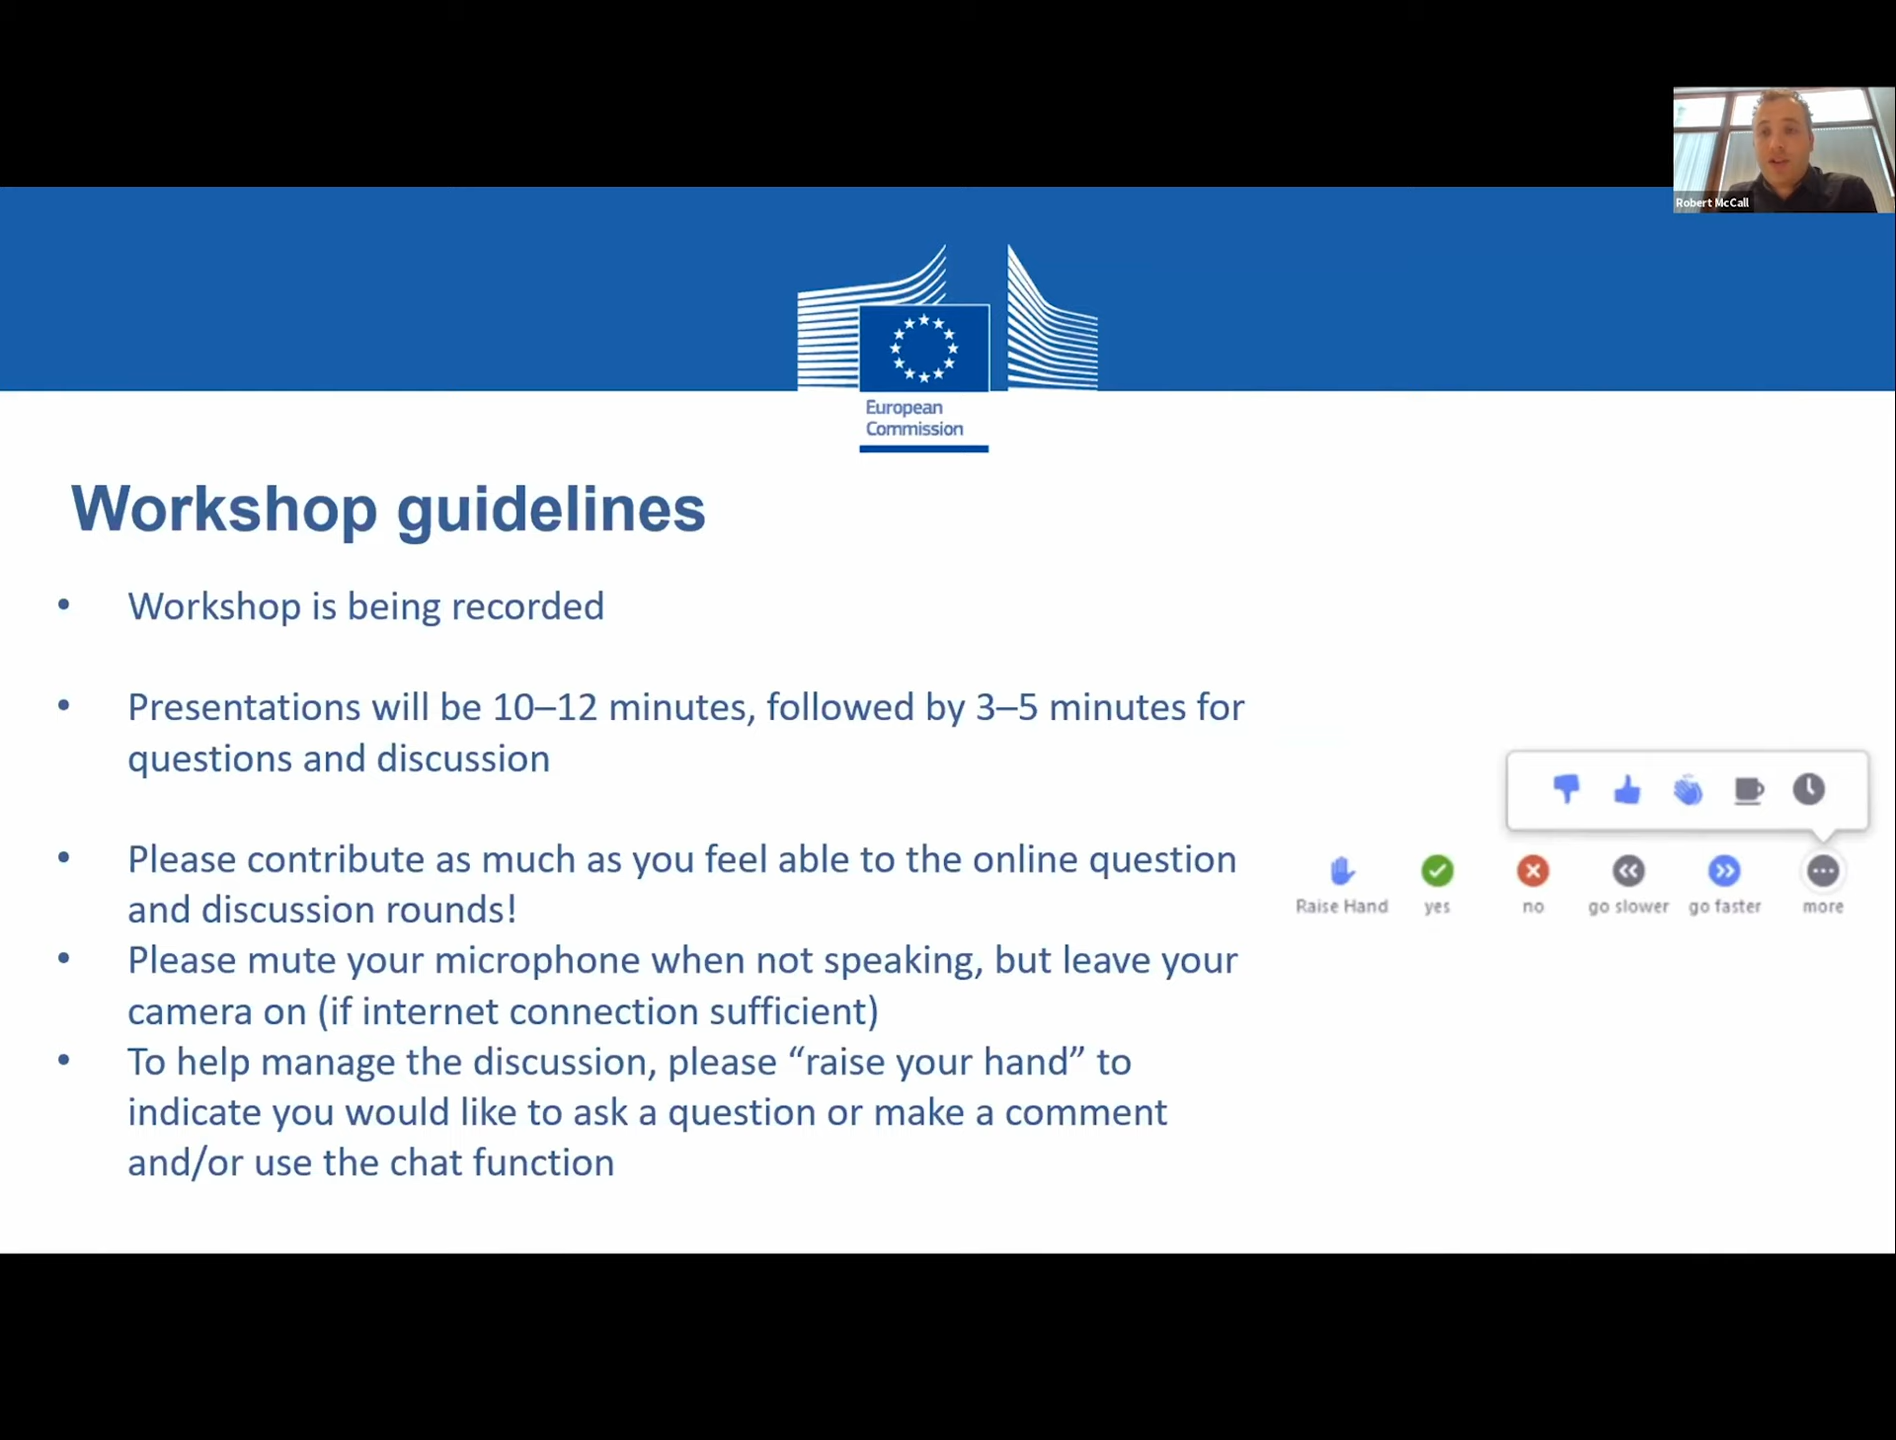 Robert McCall
European
Commission
Workshop guidelines
• Workshop is being recorded
• Presentations will be 10–12 minutes, followed by 3–5 minutes for
questions and discussion
• Please contribute as much as you feel able to the online question
and discussion rounds!
• Please mute your microphone when not speaking, but leave your
camera on (if internet connection sufficient)
• To help manage the discussion, please “raise your hand” to
indicate you would like to ask a question or make a comment
and/or use the chat function
Raise Hand yes no go slower go faster more